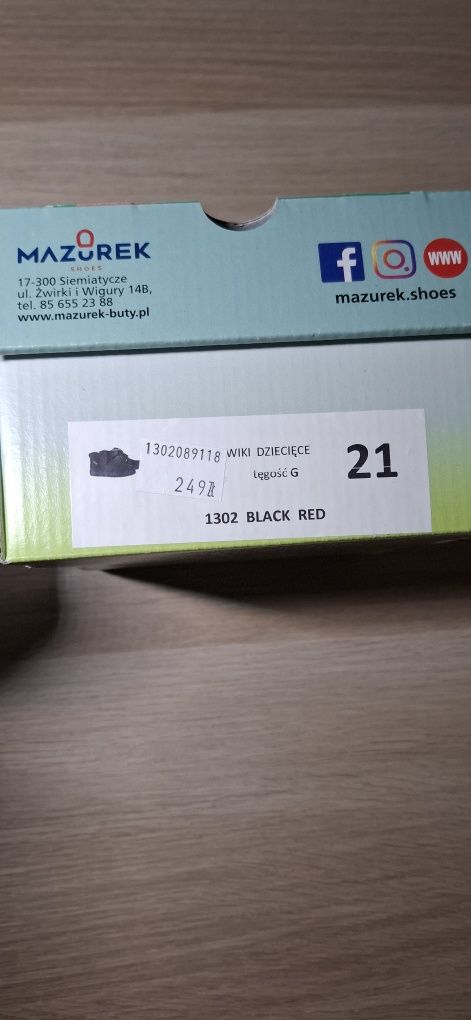 MAZUREK
SHOES
17-300 Siemiatycze
ul. Żwirki i Wigury 14B,
tel. 85 655 23 88
www.mazurek-buty.pl
f
WWW
mazurek.shoes
1302089118
249zł
WIKI DZIECIĘCE
tęgość G
21
1302 BLACK RED